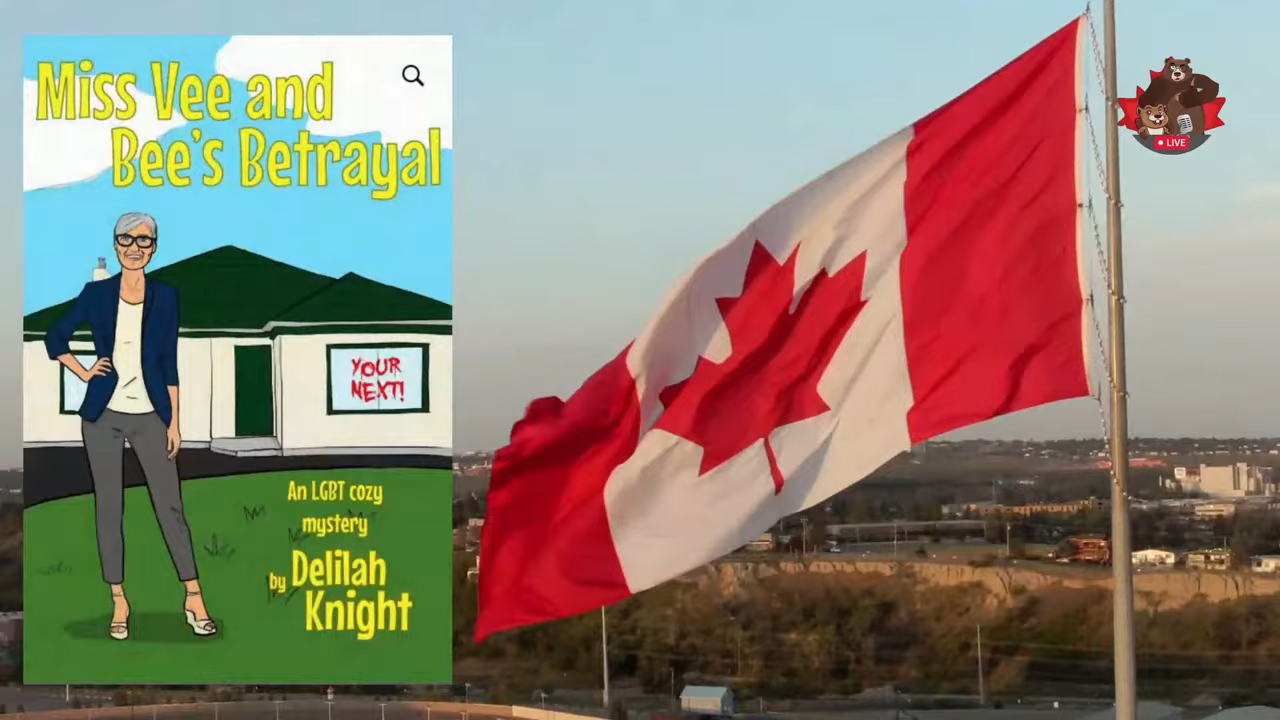 Miss Vee and
Bee's Betrayal
YOUR
NEXT!
An LGBT cozy
mystery
by Delilah
Knight
LIVE